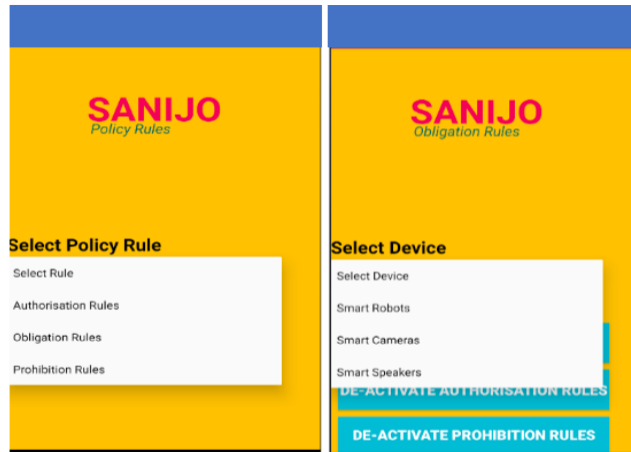 SANIJO
Policy Rules
Select Policy Rule
Select Rule
Authorisation Rules
Obligation Rules
Prohibition Rules
SANIJO
Obligation Rules
Select Device
Select Device
Smart Robots
Smart Cameras
Smart Speakers
DE-ACTIVATE AUTHORISATION RULES
DE-ACTIVATE PROHIBITION RULES